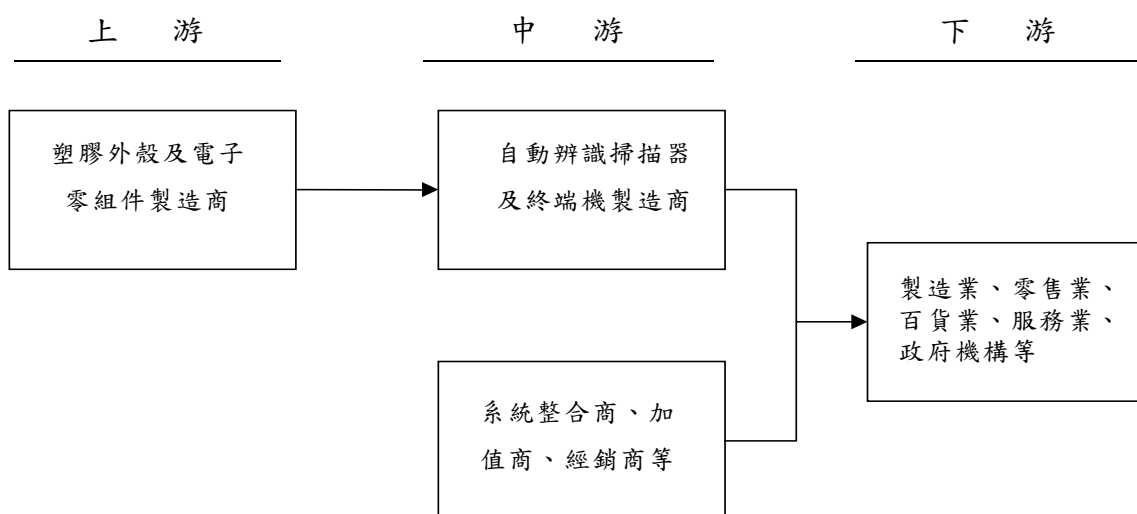 上 游
中 游
下 游
塑膠外殼及電子
零組件製造商
自動辨識掃描器
及終端機製造商
製造業、零售業、
百貨業、服務業、
政府機構等
系統整合商、加
值商、經銷商等